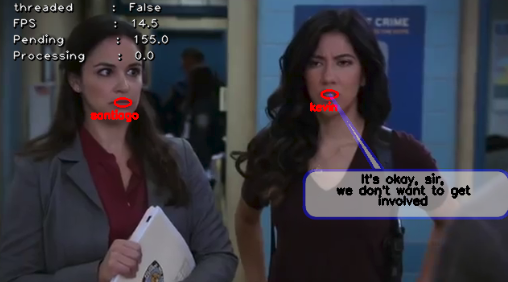 threaded : False
FPS : 14.5
Pending : 155.0
Processing : 0.0
CRIME
santiago
kevin
It's okay, sir,
we don't want to get
involved